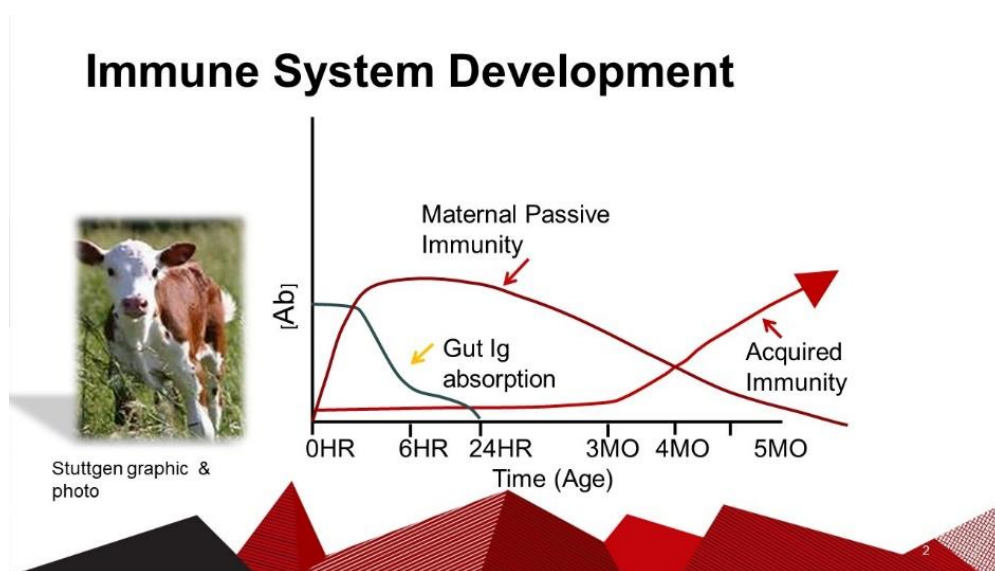 Immune System Development
Maternal Passive
Immunity
[Ab]
Gut Ig
absorption
Acquired
Immunity
0HR 6HR 24HR 3MO 4MO 5MO
Time (Age)
Stuttgen graphic &
photo
2